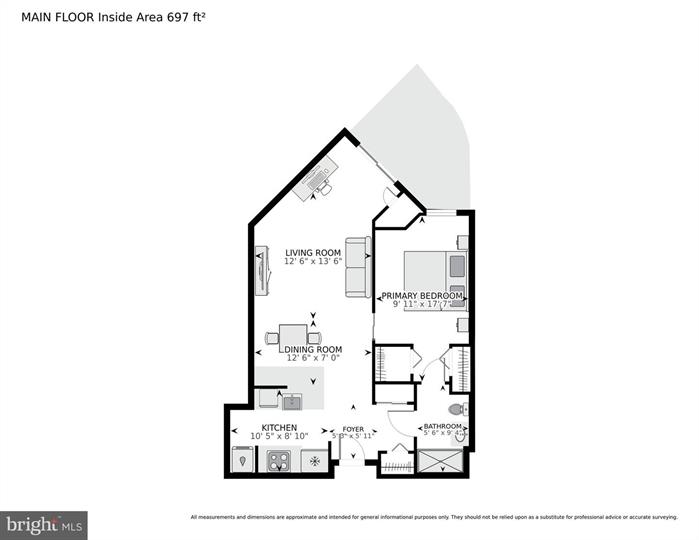 MAIN FLOOR Inside Area 697 ft²
LIVING ROOM
12' 6" x 13' 6"
PRIMARY BEDROOM
9' 11" x 17' 7"
DINING ROOM
12' 6" x 7' 0"
KITCHEN
10' 5" x 8' 10"
FOYER
5' 3" x 5' 11"
BATHROOM
5' 6" x 9' 4"
All measurements and dimensions are approximate and intended for general informational purposes only. They should not be relied upon as a substitute for professional advice or accurate surveying.
bright MLS